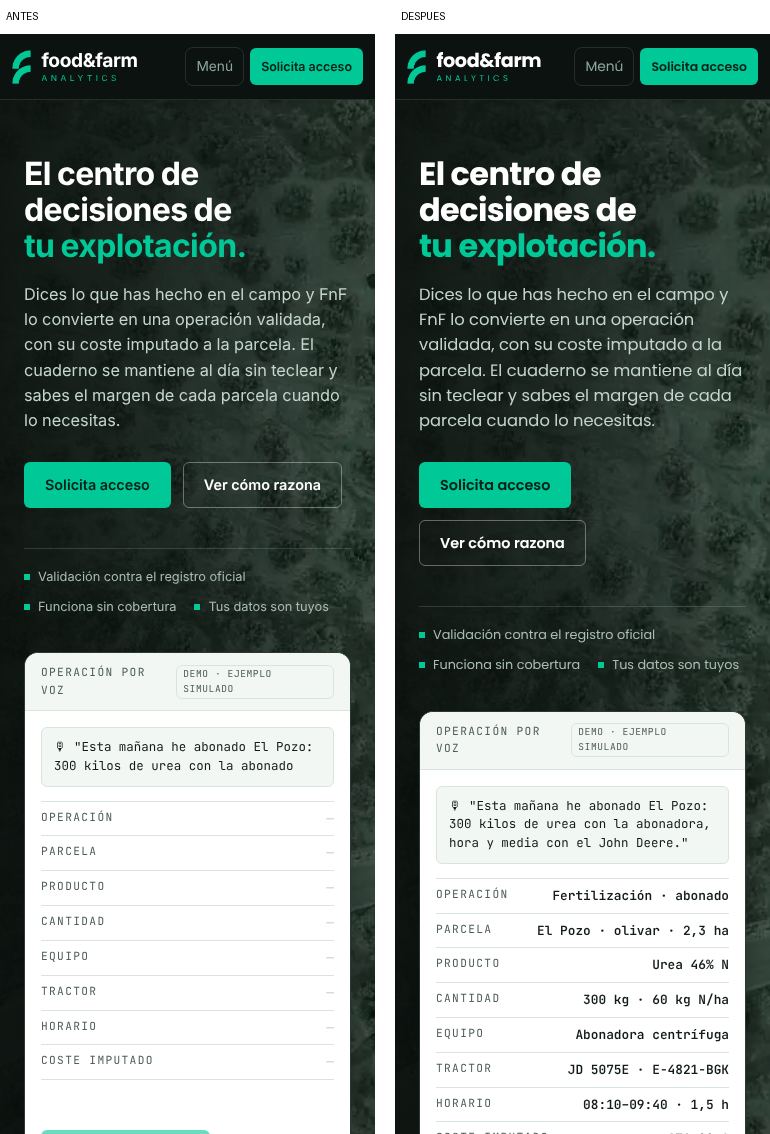 ANTES
food&farm
ANALYTICS
Menú
Solicita acceso
El centro de
decisiones de
tu explotación.
Dices lo que has hecho en el campo y FnF
lo convierte en una operación validada,
con su coste imputado a la parcela. El
cuaderno se mantiene al día sin teclear y
sabes el margen de cada parcela cuando
lo necesitas.
Solicita acceso
Ver cómo razona
Validación contra el registro oficial
Funciona sin cobertura
Tus datos son tuyos
OPERACIÓN POR
VOZ
DEMO · EJEMPLO
SIMULADO
"Esta mañana he abonado El Pozo:
300 kilos de urea con la abonado
OPERACIÓN —
PARCELA —
PRODUCTO —
CANTIDAD —
EQUIPO —
TRACTOR —
HORARIO —
COSTE IMPUTADO —
DESPUES
food&farm
ANALYTICS
Menú
Solicita acceso
El centro de
decisiones de
tu explotación.
Dices lo que has hecho en el campo y
FnF lo convierte en una operación
validada, con su coste imputado a la
parcela. El cuaderno se mantiene al día
sin teclear y sabes el margen de cada
parcela cuando lo necesitas.
Solicita acceso
Ver cómo razona
Validación contra el registro oficial
Funciona sin cobertura
Tus datos son tuyos
OPERACIÓN POR
VOZ
DEMO · EJEMPLO
SIMULADO
"Esta mañana he abonado El Pozo:
300 kilos de urea con la abonadora,
hora y media con el John Deere."
OPERACIÓN Fertilización · abonado
PARCELA El Pozo · olivar · 2,3 ha
PRODUCTO Urea 46% N
CANTIDAD 300 kg · 60 kg N/ha
EQUIPO Abonadora centrífuga
TRACTOR JD 5075E · E-4821-BGK
HORARIO 08:10–09:40 · 1,5 h
COSTE IMPUTADO